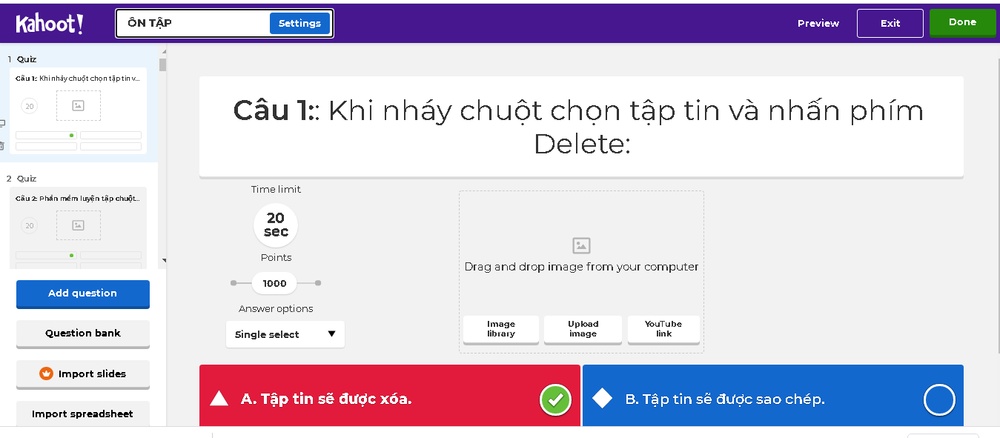 Kahoot!
ÔN TẬP
Settings
Preview
Exit
Done
1 Quiz
Câu 1:: Khi nháy chuột chọn tập tin v...
20
2 Quiz
Câu 2: Phần mềm luyện tập chuột...
20
Add question
Question bank
Import slides
Import spreadsheet
Câu 1:: Khi nháy chuột chọn tập tin và nhấn phím
Delete:
Time limit
20
sec
Points
1000
Answer options
Single select
Drag and drop image from your computer
Image
library
Upload
image
YouTube
link
A. Tập tin sẽ được xóa.
B. Tập tin sẽ được sao chép.